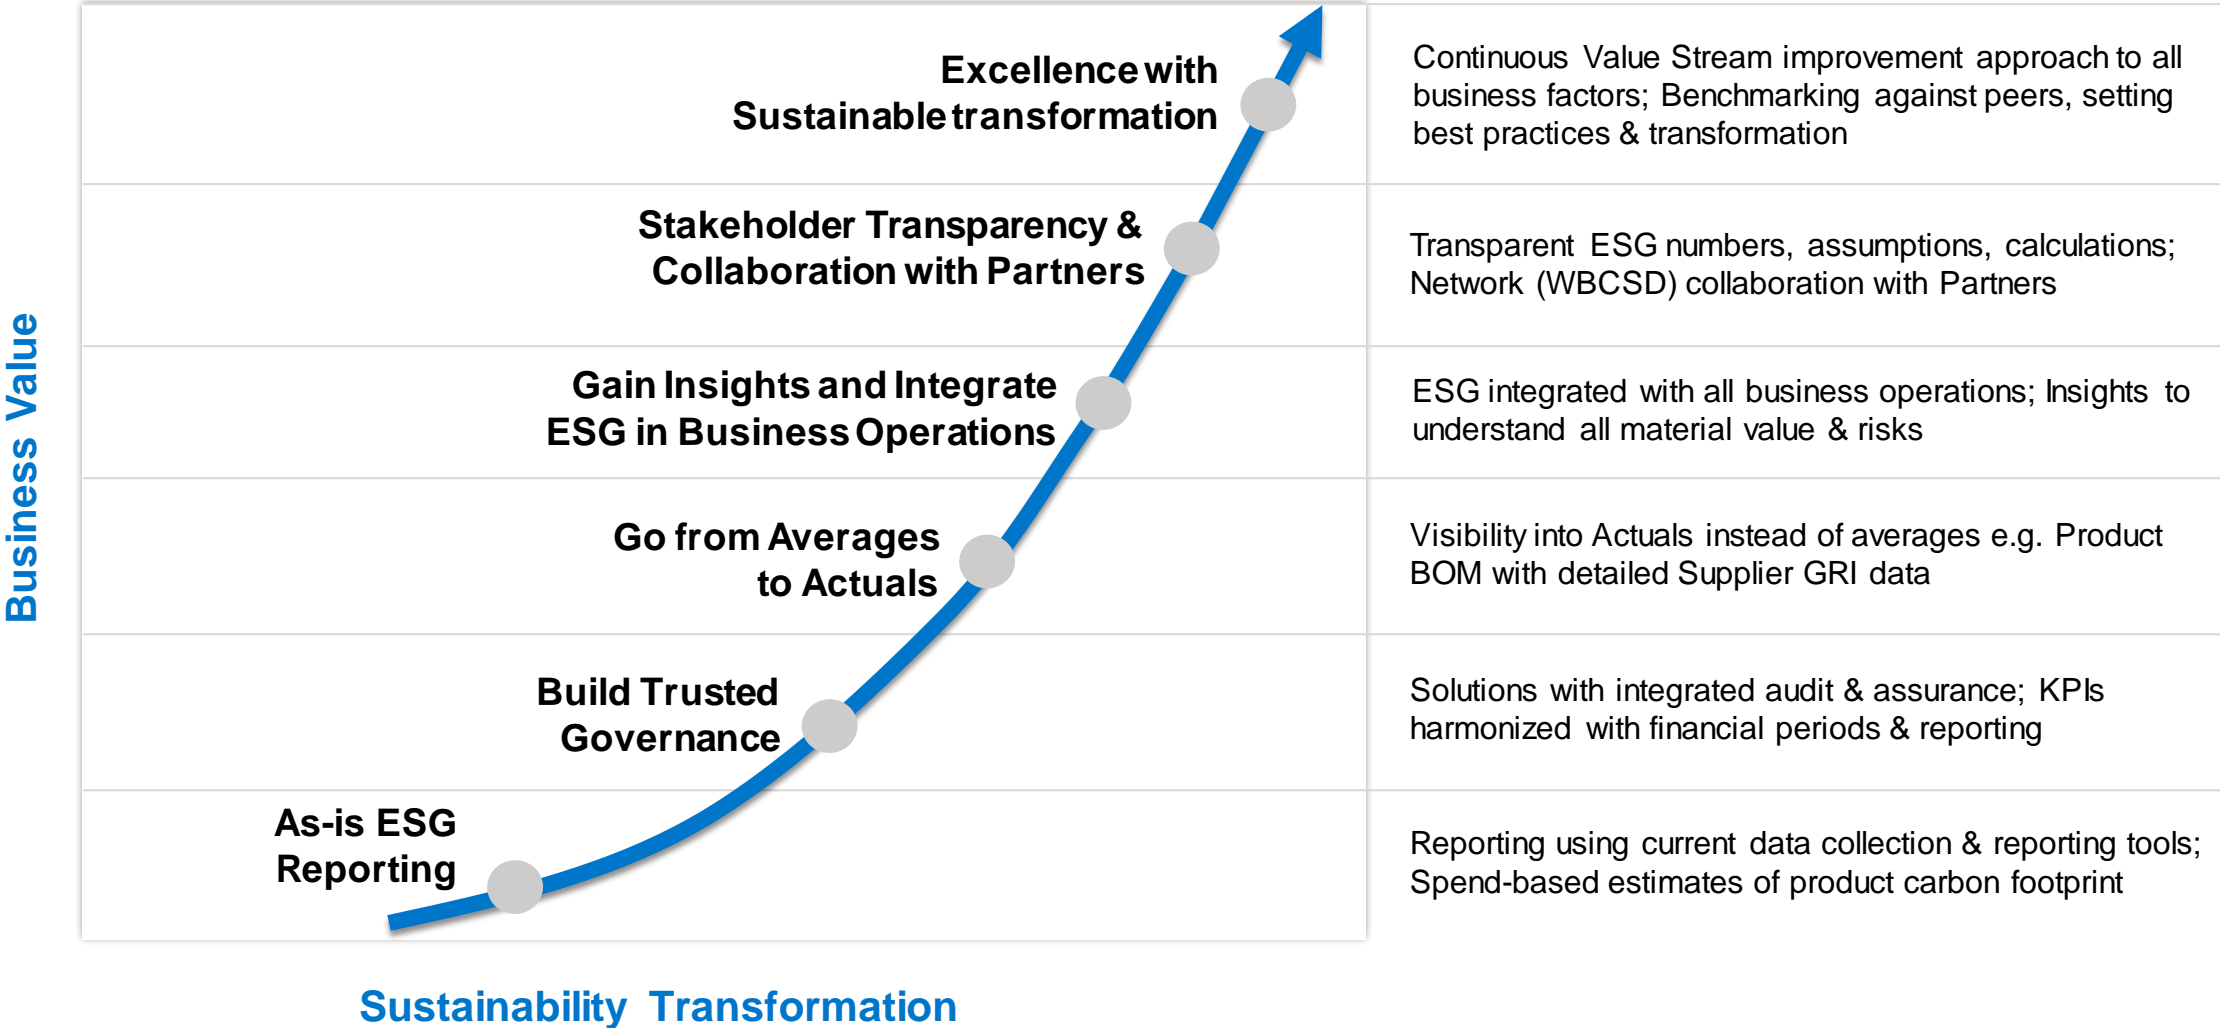 Excellence with
Sustainable transformation
Continuous Value Stream improvement approach to all
business factors; Benchmarking against peers, setting
best practices & transformation
Stakeholder Transparency &
Collaboration with Partners
Transparent ESG numbers, assumptions, calculations;
Network (WBCSD) collaboration with Partners
Gain Insights and Integrate
ESG in Business Operations
ESG integrated with all business operations; Insights to
understand all material value & risks
Go from Averages
to Actuals
Visibility into Actuals instead of averages e.g. Product
BOM with detailed Supplier GRI data
Build Trusted
Governance
Solutions with integrated audit & assurance; KPIs
harmonized with financial periods & reporting
As-is ESG
Reporting
Reporting using current data collection & reporting tools;
Spend-based estimates of product carbon footprint
Business Value
Sustainability Transformation